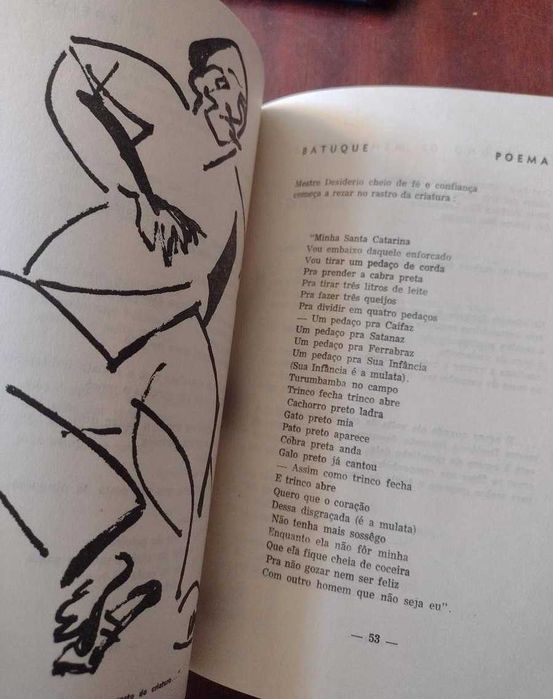 rasto da criatura..."
BATUQUE
POEMA
Mestre Desiderio cheio de fé e confiança
começa a rezar no rastro da criatura:
"Minha Santa Catarina
Vou embaixo daquele enforcado
Vou tirar um pedaço de corda
Pra prender a cabra preta
Pra tirar três litros de leite
Pra fazer três queijos
Pra dividir em quatro pedaços
— Um pedaço pra Caifaz
Um pedaço pra Satanaz
Um pedaço pra Ferrabraz
Um pedaço pra Sua Infância
(Sua Infância é a mulata).
Turumbamba no campo
Trinco fecha trinco abre
Cachorro preto ladra
Gato preto mia
Pato preto aparece
Cobra preta anda
Galo preto já cantou
— Assim como trinco fecha
E trinco abre
Quero que o coração
Dessa disgraçada (é a mulata)
Não tenha mais sossêgo
Enquanto ela não fôr minha
Que ela fique cheia de coceira
Pra não gozar nem ser feliz
Com outro homem que não seja eu".
— 53 —